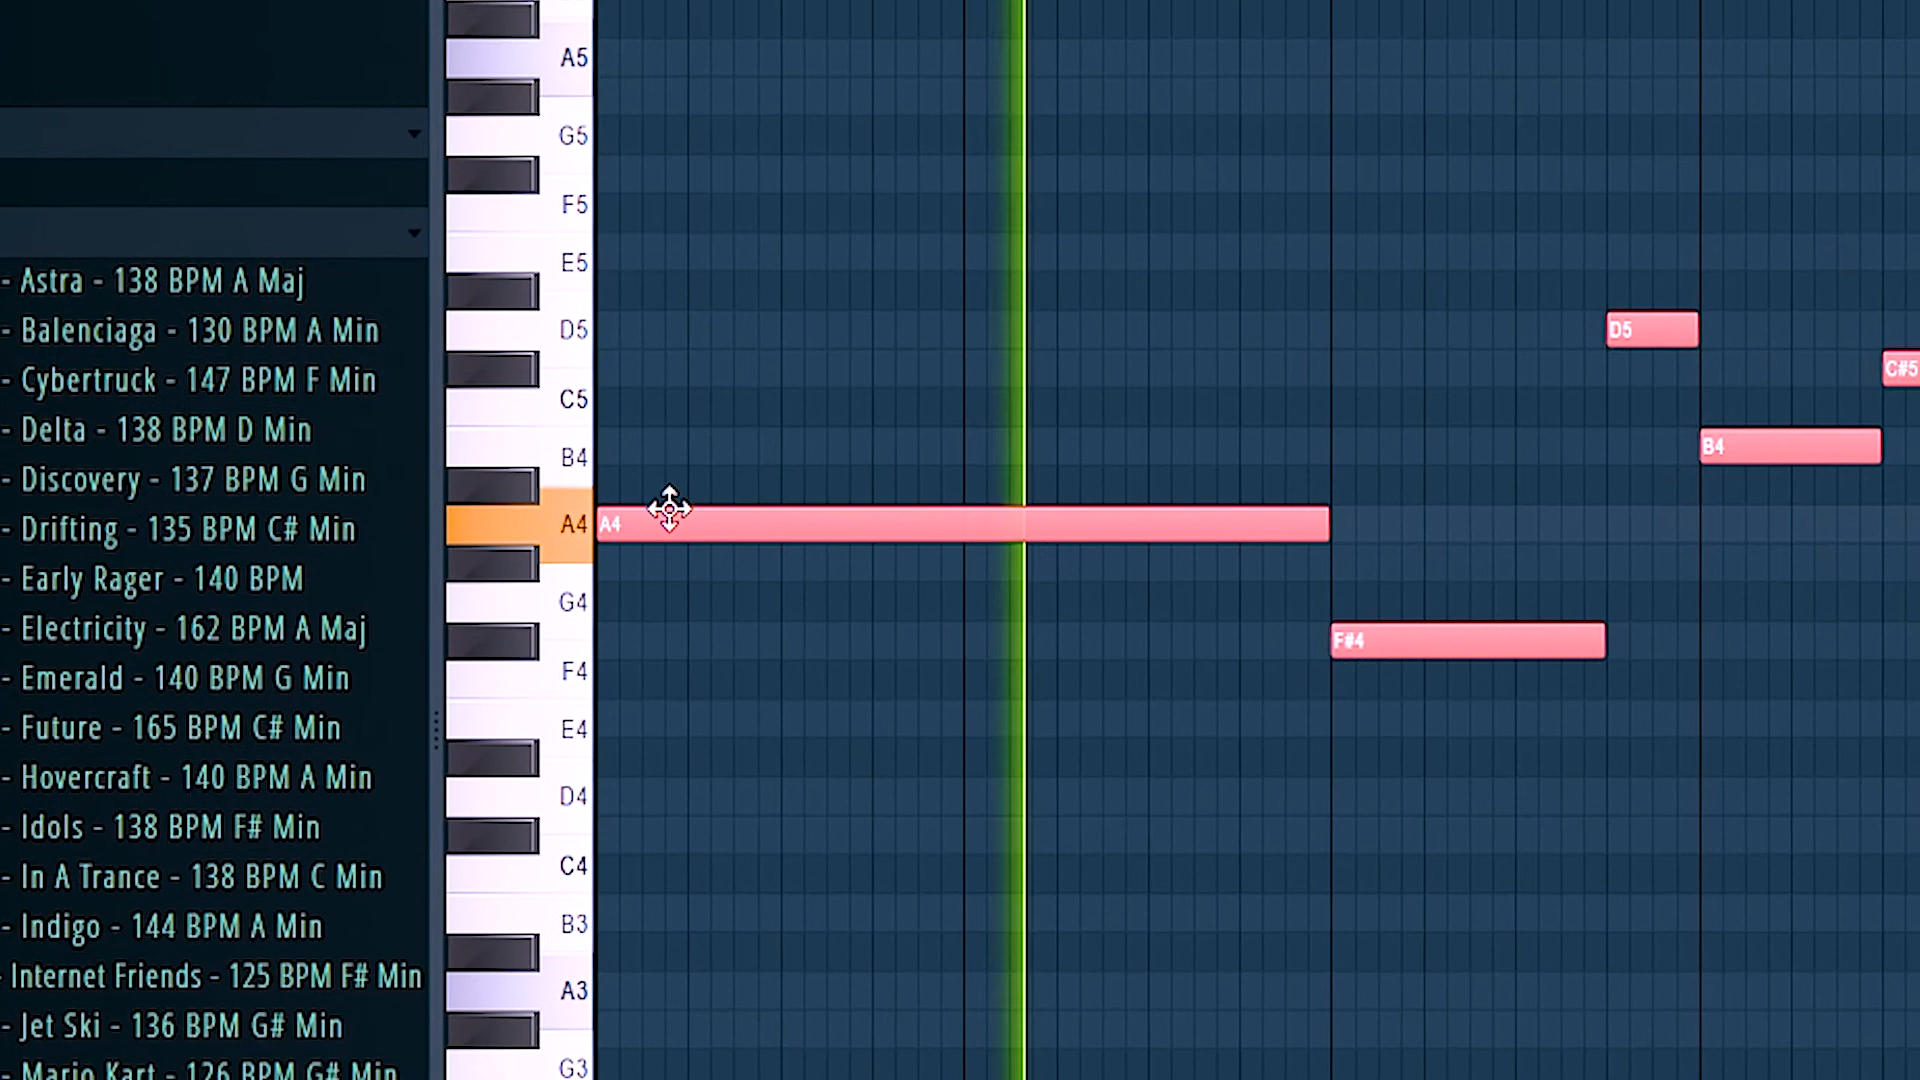 - Astra - 138 BPM A Maj
- Balenciaga - 130 BPM A Min
- Cybertruck - 147 BPM F Min
- Delta - 138 BPM D Min
- Discovery - 137 BPM G Min
- Drifting - 135 BPM C# Min
- Early Rager - 140 BPM
- Electricity - 162 BPM A Maj
- Emerald - 140 BPM G Min
- Future - 165 BPM C# Min
- Hovercraft - 140 BPM A Min
- Idols - 138 BPM F# Min
- In A Trance - 138 BPM C Min
- Indigo - 144 BPM A Min
- Internet Friends - 125 BPM F# Min
- Jet Ski - 136 BPM G# Min
- Mario Kart - 126 BPM G# Min
A5
G5
F5
E5
D5
C5
B4
A4
G4
F4
E4
D4
C4
B3
A3
G3
A4
F#4
D5
B4
C#5